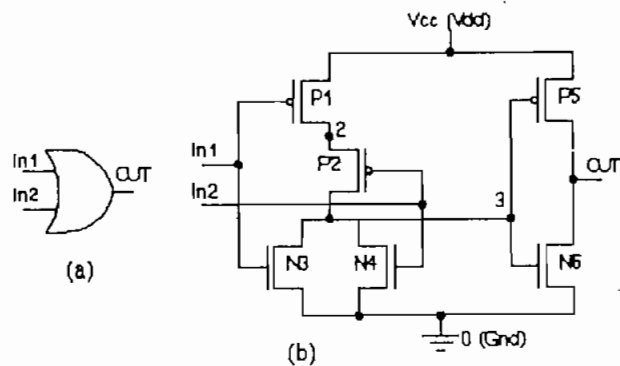 Vcc (Vdd)
P1
P5
2
In1
P2
In2
3
OUT
In1
In2
OUT
N3
N4
N6
(a)
(b)
0 (Gnd)